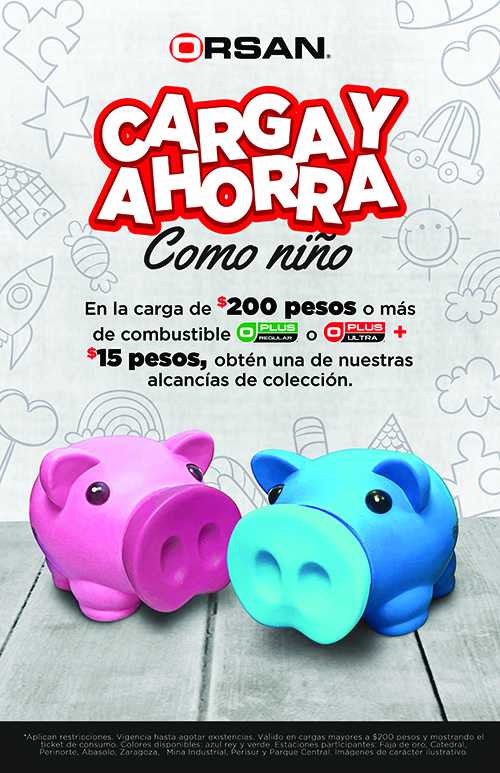 ORSAN®
CARGA Y
AHORRA
Como niño
En la carga de $200 pesos o más
de combustible O PLUS REGULAR o O PLUS ULTRA +
$15 pesos, obtén una de nuestras
alcancías de colección.
*Aplican restricciones. Vigencia hasta agotar existencias. Válido en cargas mayores a $200 pesos y mostrando el
ticket de consumo. Colores disponibles: azul rey y verde. Estaciones participantes: Faja de oro, Catedral,
Perinorte, Abasolo, Zaragoza, Mina Industrial, Perisur y Parque Central. Imágenes de carácter ilustrativo.